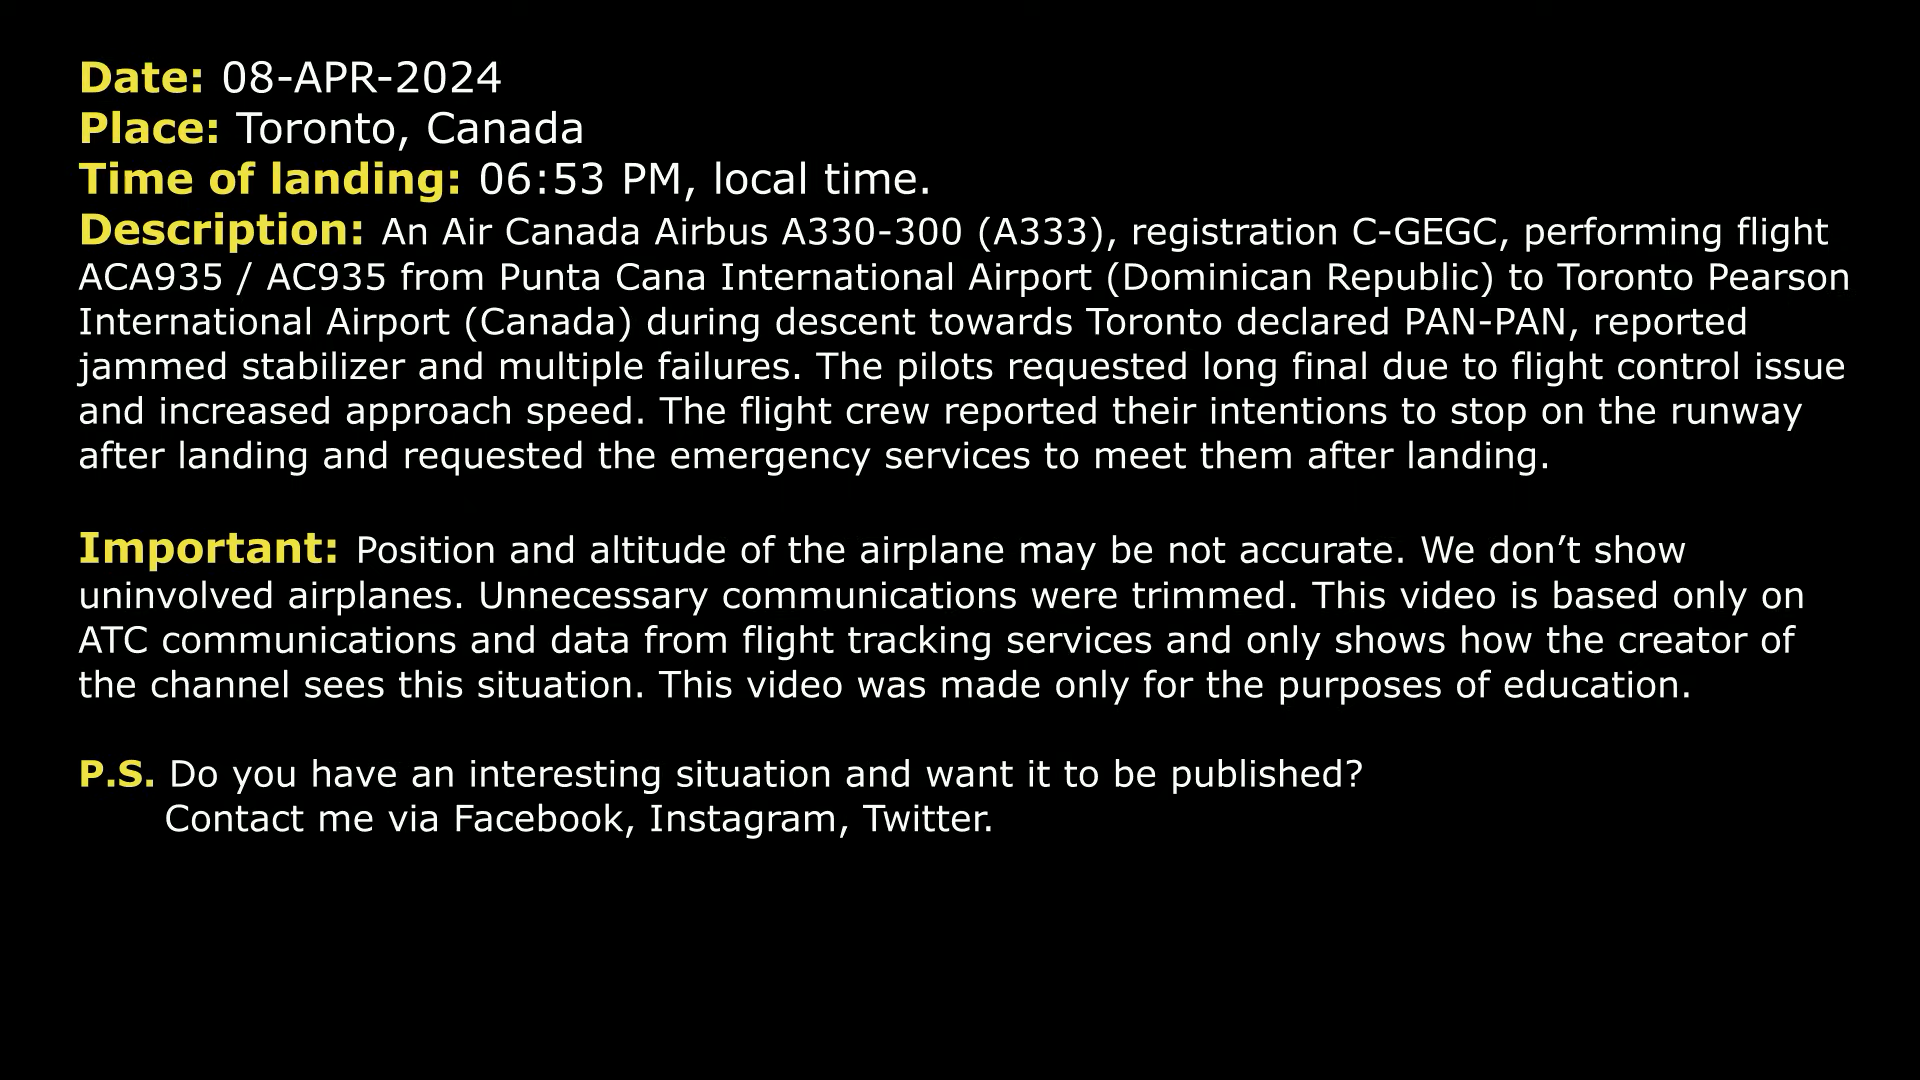 Date: 08-APR-2024
Place: Toronto, Canada
Time of landing: 06:53 PM, local time.
Description: An Air Canada Airbus A330-300 (A333), registration C-GEGC, performing flight
ACA935 / AC935 from Punta Cana International Airport (Dominican Republic) to Toronto Pearson
International Airport (Canada) during descent towards Toronto declared PAN-PAN, reported
jammed stabilizer and multiple failures. The pilots requested long final due to flight control issue
and increased approach speed. The flight crew reported their intentions to stop on the runway
after landing and requested the emergency services to meet them after landing.
Important: Position and altitude of the airplane may be not accurate. We don’t show
uninvolved airplanes. Unnecessary communications were trimmed. This video is based only on
ATC communications and data from flight tracking services and only shows how the creator of
the channel sees this situation. This video was made only for the purposes of education.
P.S. Do you have an interesting situation and want it to be published?
Contact me via Facebook, Instagram, Twitter.